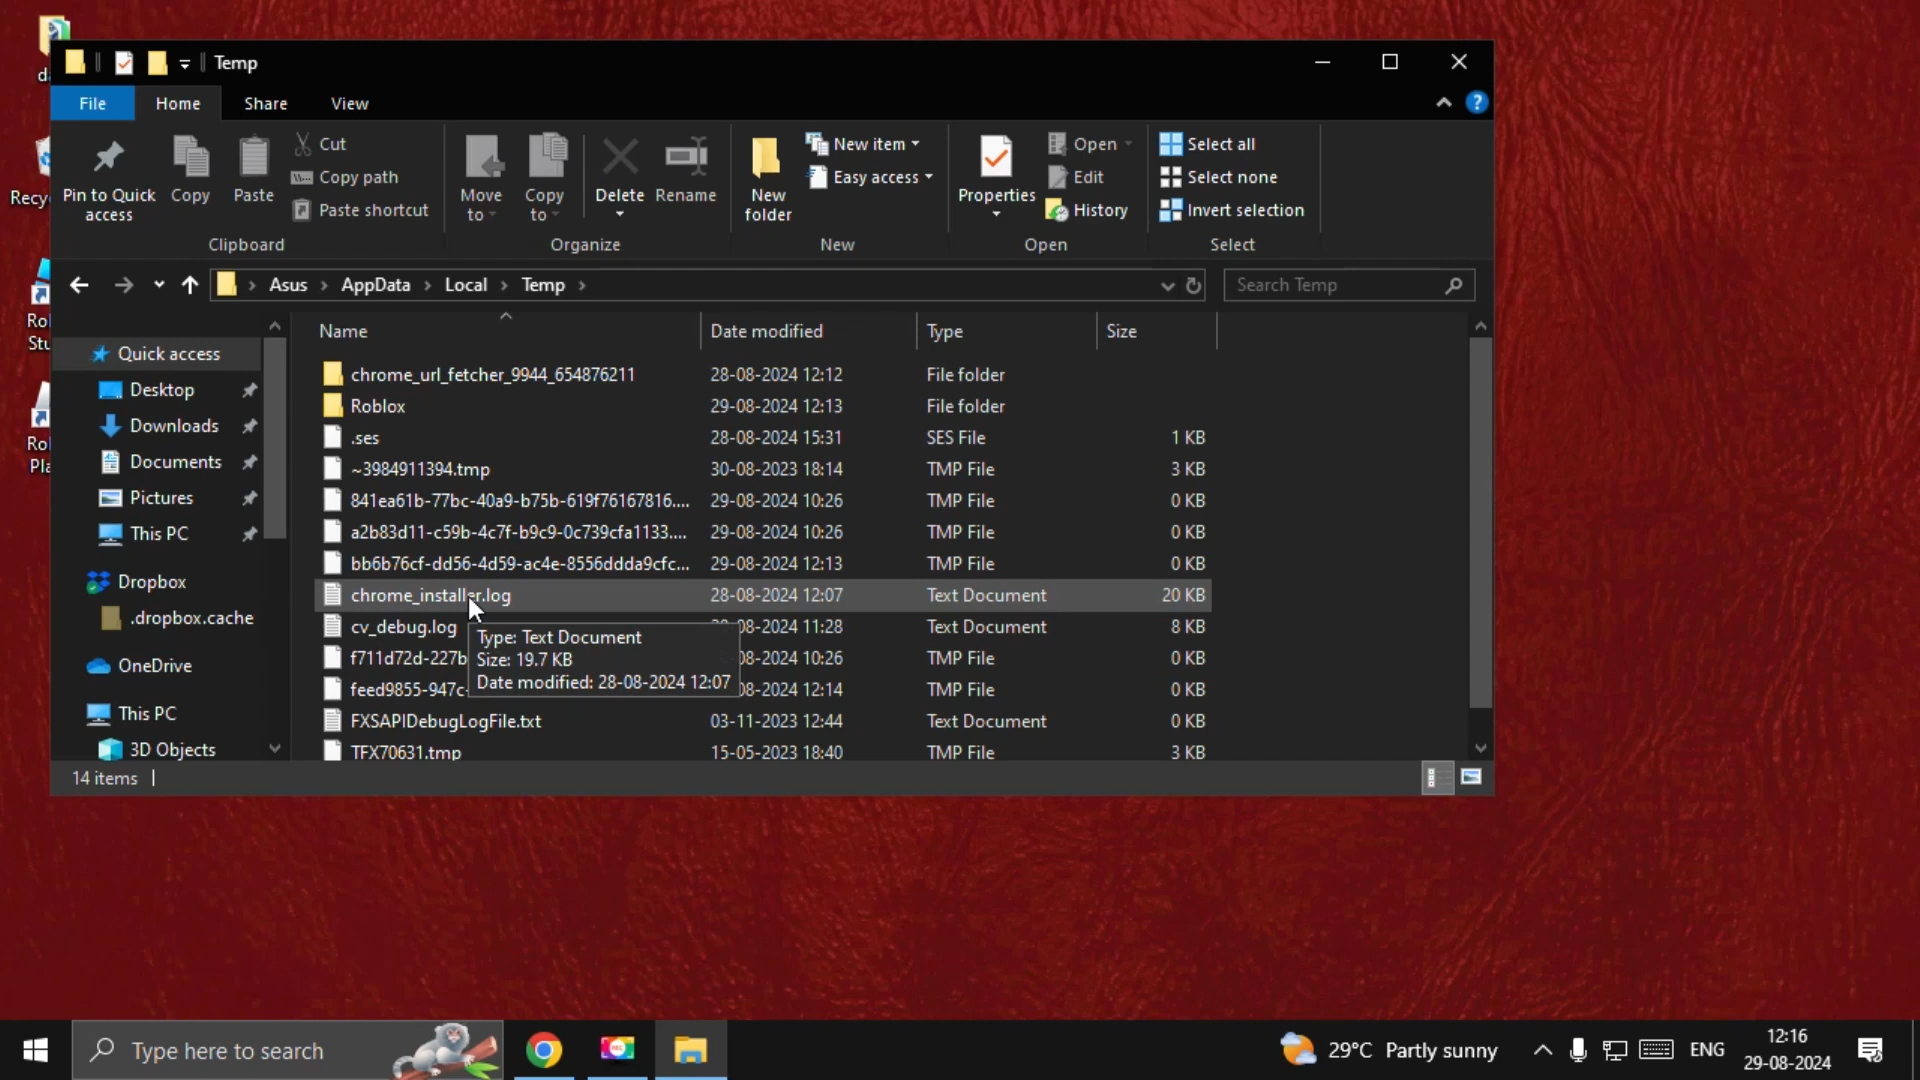 Temp
File
Home
Share
View
Pin to Quick access
Copy
Paste
Cut
Copy path
Paste shortcut
Move to
Copy to
Delete
Rename
New folder
New item
Easy access
Properties
Open
Edit
History
Select all
Select none
Invert selection
Clipboard
Organize
New
Open
Select
Asus > AppData > Local > Temp >
Search Temp
Name
Date modified
Type
Size
Quick access
Desktop
Downloads
Documents
Pictures
This PC
Dropbox
.dropbox.cache
OneDrive
This PC
3D Objects
chrome_url_fetcher_9944_654876211 28-08-2024 12:12 File folder
Roblox 29-08-2024 12:13 File folder
.ses 28-08-2024 15:31 SES File 1 KB
~3984911394.tmp 30-08-2023 18:14 TMP File 3 KB
841ea61b-77bc-40a9-b75b-619f76167816.... 29-08-2024 10:26 TMP File 0 KB
a2b83d11-c59b-4c7f-b9c9-0c739cfa1133.... 29-08-2024 10:26 TMP File 0 KB
bb6b76cf-dd56-4d59-ac4e-8556ddda9cfc... 29-08-2024 12:13 TMP File 0 KB
chrome_installer.log 28-08-2024 12:07 Text Document 20 KB
cv_debug.log -08-2024 11:28 Text Document 8 KB
f711d72d-227b -08-2024 10:26 TMP File 0 KB
feed9855-947c- -08-2024 12:14 TMP File 0 KB
FXSAPIDebugLogFile.txt 03-11-2023 12:44 Text Document 0 KB
TFX70631.tmp 15-05-2023 18:40 TMP File 3 KB
Type: Text Document
Size: 19.7 KB
Date modified: 28-08-2024 12:07
14 items
da
Recy
Ro
Stu
Ro
Pla
Type here to search
29°C Partly sunny
ENG
12:16
29-08-2024